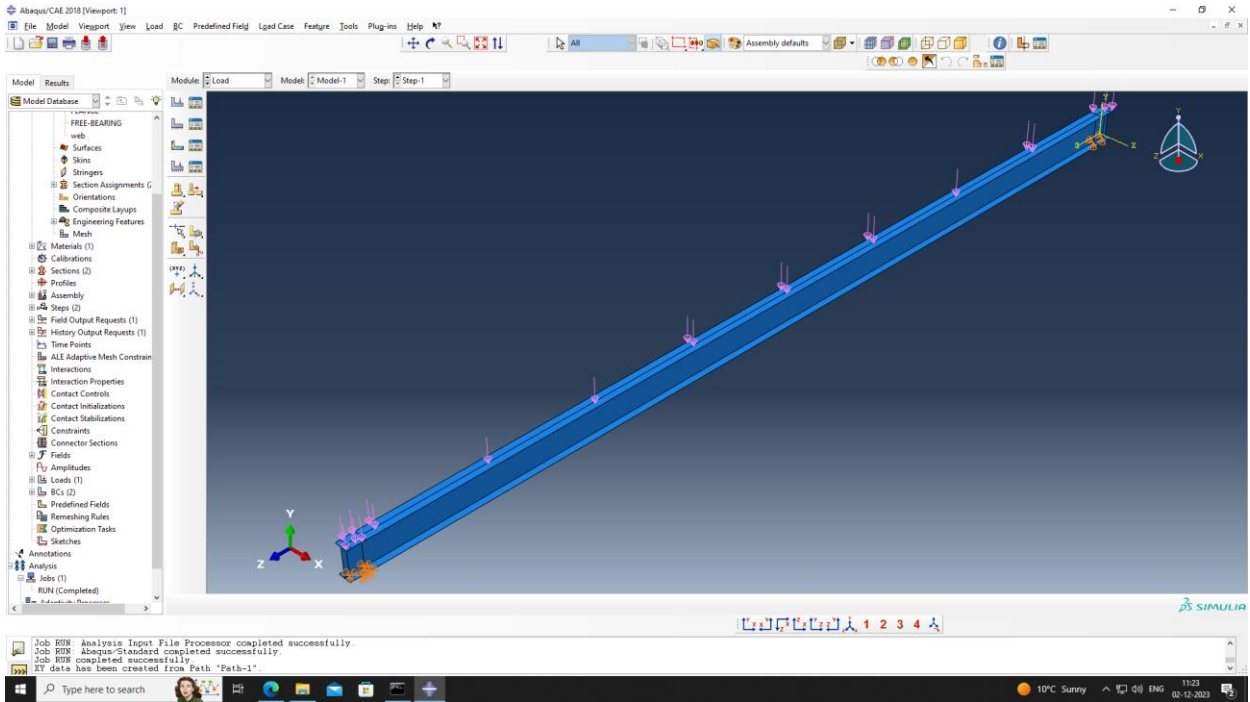 Abaqus/CAE 2018 [Viewport: 1]
File Model Viewport View Load BC Predefined Field Load Case Feature Tools Plug-ins Help
All Assembly defaults
Model Results Module: Load Model: Model-1 Step: Step-1
Model Database
FREE-BEARING
web
Surfaces
Skins
Stringers
Section Assignments (
Orientations
Composite Layups
Engineering Features
Mesh
Materials (1)
Calibrations
Sections (2)
Profiles
Assembly
Steps (2)
Field Output Requests (1)
History Output Requests (1)
Time Points
ALE Adaptive Mesh Constrain
Interactions
Interaction Properties
Contact Controls
Contact Initializations
Contact Stabilizations
Constraints
Connector Sections
Fields
Amplitudes
Loads (1)
BCs (2)
Predefined Fields
Remeshing Rules
Optimization Tasks
Sketches
Annotations
Analysis
Jobs (1)
RUN (Completed)
(XYZ)
Y
Z X
Y
Z X
X
SIMULIA
1 2 3 4
Job RUN: Analysis Input File Processor completed successfully.
Job RUN: Abaqus/Standard completed successfully.
Job RUN completed successfully.
XY data has been created from Path "Path-1".
Type here to search
10°C Sunny ENG 11:23
02-12-2023